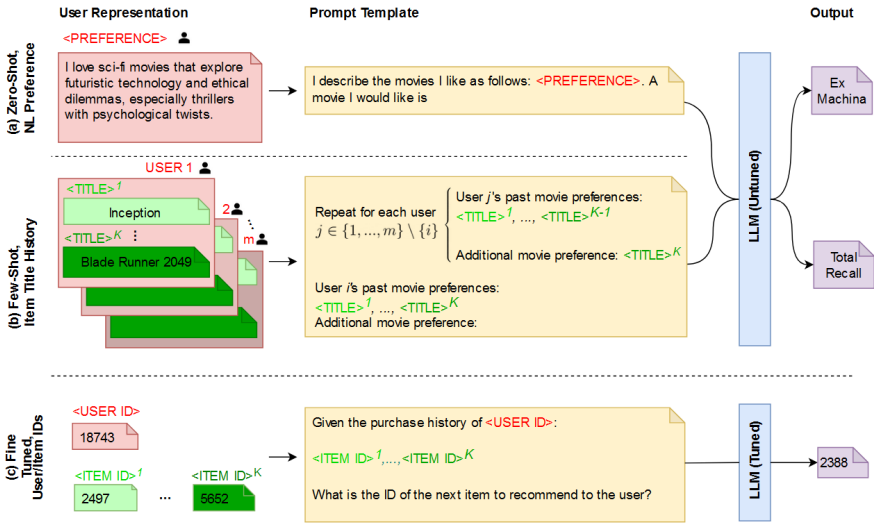 User Representation
Prompt Template
Output
(a) Zero-Shot,
NL Preference
<PREFERENCE>
I love sci-fi movies that explore
futuristic technology and ethical
dilemmas, especially thrillers
with psychological twists.
I describe the movies I like as follows: <PREFERENCE>. A
movie I would like is
Ex
Machina
LLM (Untuned)
(b) Few-Shot,
Item Title History
USER 1
2
m
<TITLE>1
Inception
<TITLE>K
Blade Runner 2049
Repeat for each user
j ∈ {1, ..., m} \ {i}
User j's past movie preferences:
<TITLE>1, ..., <TITLE>K-1
Additional movie preference: <TITLE>K
User i's past movie preferences:
<TITLE>1, ..., <TITLE>K
Additional movie preference:
Total
Recall
(c) Fine
Tuned,
User/Item IDs
<USER ID>
18743
<ITEM ID>1
2497
...
<ITEM ID>K
5652
Given the purchase history of <USER ID>:
<ITEM ID>1,...,<ITEM ID>K
What is the ID of the next item to recommend to the user?
LLM (Tuned)
2388